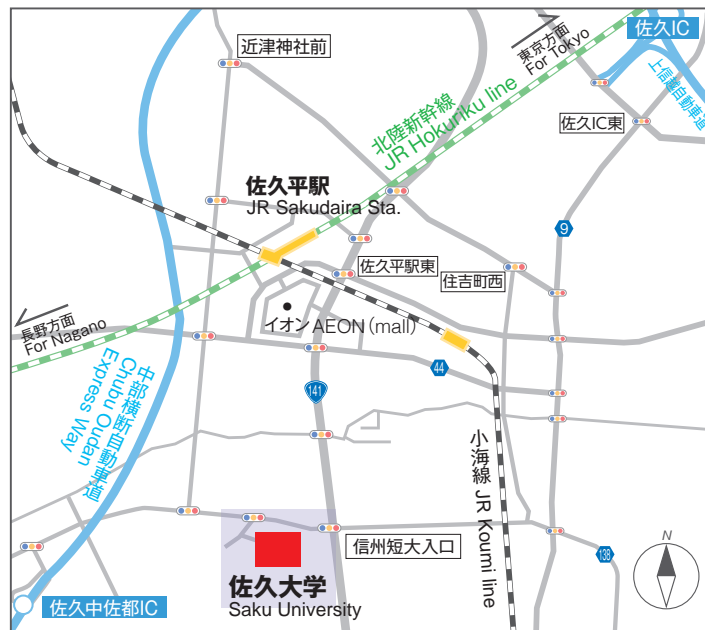 近津神社前
東京方面
For Tokyo
佐久IC
上信越自動車道
佐久IC東
北陸新幹線
JR Hokuriku line
佐久平駅
JR Sakudaira Sta.
9
佐久平駅東
住吉町西
長野方面
For Nagano
イオン AEON(mall)
44
141
中部横断自動車道
Chubu Oudan
Express Way
小海線 JR Koumi line
信州短大入口
138
N
佐久大学
Saku University
佐久中佐都IC